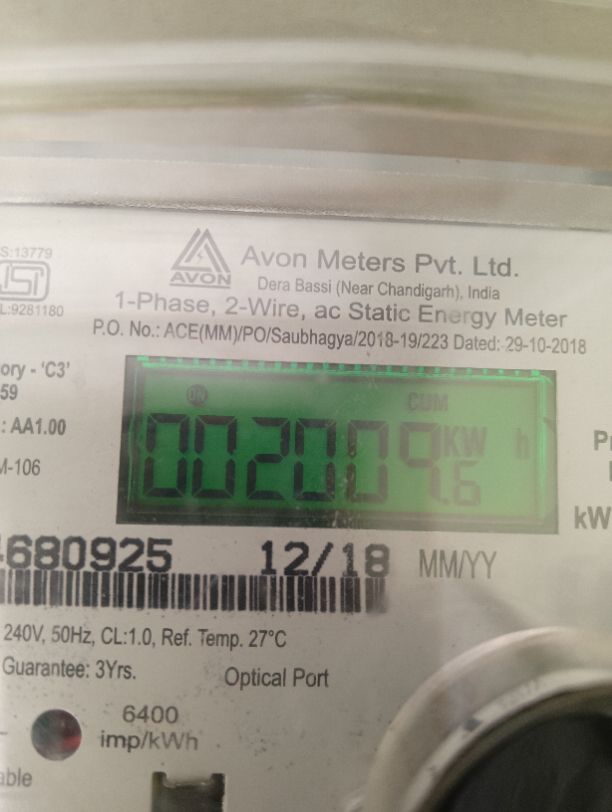 S:13779
ISI
L:9281180
AVON
Avon Meters Pvt. Ltd.
Dera Bassi (Near Chandigarh), India
1-Phase, 2-Wire, ac Static Energy Meter
P.O. No.: ACE(MM)/PO/Saubhagya/2018-19/223 Dated: 29-10-2018
ory - 'C3'
59
: AA1.00
M-106
ON
CUM
002009.6 KW h
P
kW
680925 12/18 MM/YY
240V, 50Hz, CL:1.0, Ref. Temp. 27°C
Guarantee: 3Yrs.
Optical Port
6400
imp/kWh
able